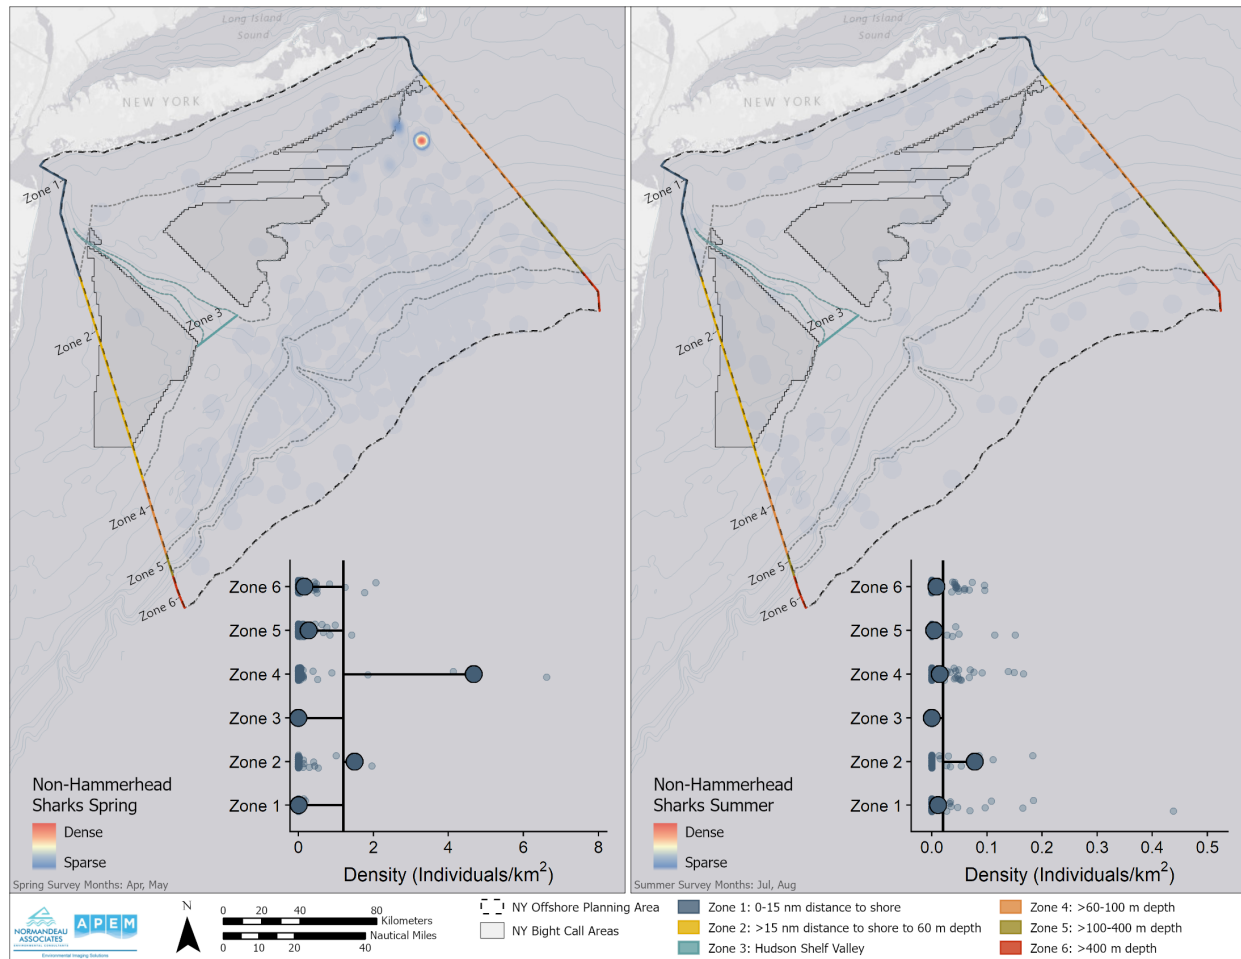 Long Island
Sound
NEW YORK
Zone 1
Zone 2
Zone 3
Zone 4
Zone 5
Zone 6
Zone 6
Zone 5
Zone 4
Zone 3
Zone 2
Zone 1
0
2
4
6
8
Density (Individuals/km²)
Non-Hammerhead
Sharks Spring
Dense
Sparse
Spring Survey Months: Apr, May
Long Island
Sound
NEW YORK
Zone 1
Zone 2
Zone 3
Zone 4
Zone 5
Zone 6
Zone 6
Zone 5
Zone 4
Zone 3
Zone 2
Zone 1
0.0
0.1
0.2
0.3
0.4
0.5
Density (Individuals/km²)
Non-Hammerhead
Sharks Summer
Dense
Sparse
Summer Survey Months: Jul, Aug
NORMANDEAU
ASSOCIATES
ENVIRONMENTAL CONSULTANTS
APEM
Environmental Imaging Solutions
N
0 20 40 80
Kilometers
Nautical Miles
0 10 20 40
NY Offshore Planning Area
NY Bight Call Areas
Zone 1: 0-15 nm distance to shore
Zone 2: >15 nm distance to shore to 60 m depth
Zone 3: Hudson Shelf Valley
Zone 4: >60-100 m depth
Zone 5: >100-400 m depth
Zone 6: >400 m depth